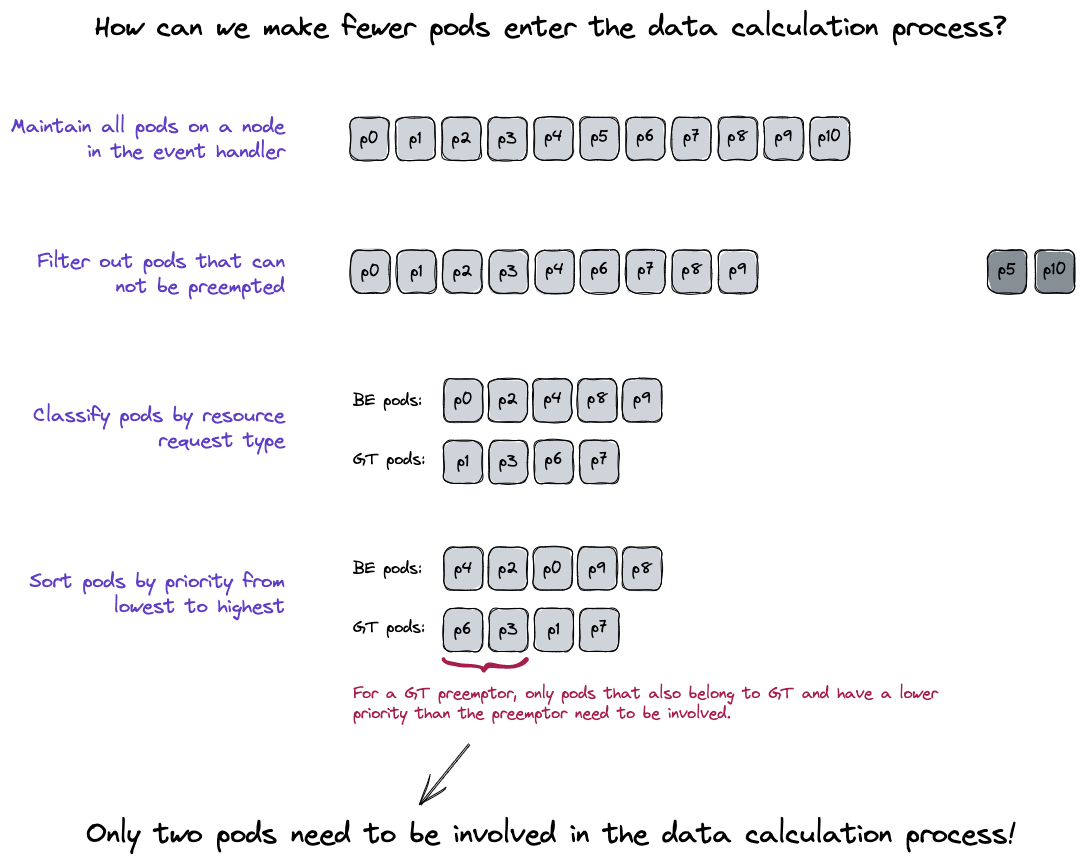 How can we make fewer pods enter the data calculation process?
Maintain all pods on a node
in the event handler
p0 p1 p2 p3 p4 p5 p6 p7 p8 p9 p10
Filter out pods that can
not be preempted
p0 p1 p2 p3 p4 p6 p7 p8 p9 p5 p10
Classify pods by resource
request type
BE pods: p0 p2 p4 p8 p9
GT pods: p1 p3 p6 p7
Sort pods by priority from
lowest to highest
BE pods: p4 p2 p0 p9 p8
GT pods: p6 p3 p1 p7
For a GT preemptor, only pods that also belong to GT and have a lower
priority than the preemptor need to be involved.
Only two pods need to be involved in the data calculation process!